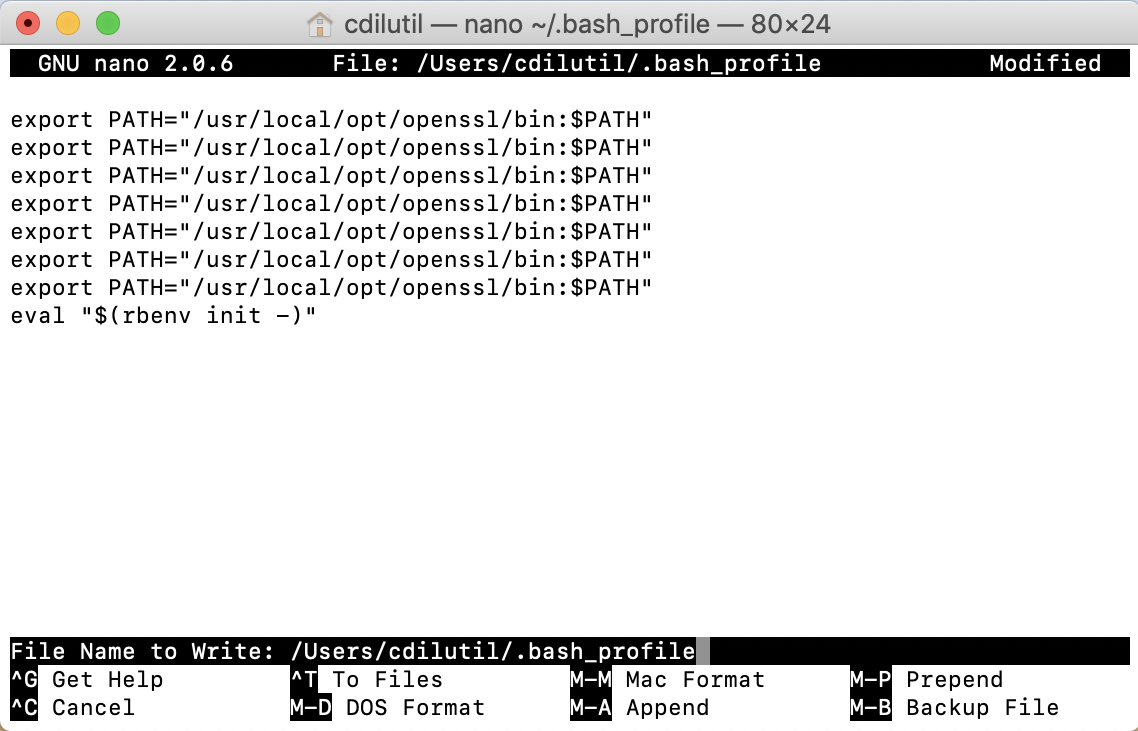 cdilutil — nano ~/.bash_profile — 80×24
GNU nano 2.0.6 File: /Users/cdilutil/.bash_profile Modified
export PATH="/usr/local/opt/openssl/bin:$PATH"
export PATH="/usr/local/opt/openssl/bin:$PATH"
export PATH="/usr/local/opt/openssl/bin:$PATH"
export PATH="/usr/local/opt/openssl/bin:$PATH"
export PATH="/usr/local/opt/openssl/bin:$PATH"
export PATH="/usr/local/opt/openssl/bin:$PATH"
export PATH="/usr/local/opt/openssl/bin:$PATH"
eval "$(rbenv init -)"
File Name to Write: /Users/cdilutil/.bash_profile
^G Get Help ^T To Files M-M Mac Format M-P Prepend
^C Cancel M-D DOS Format M-A Append M-B Backup File